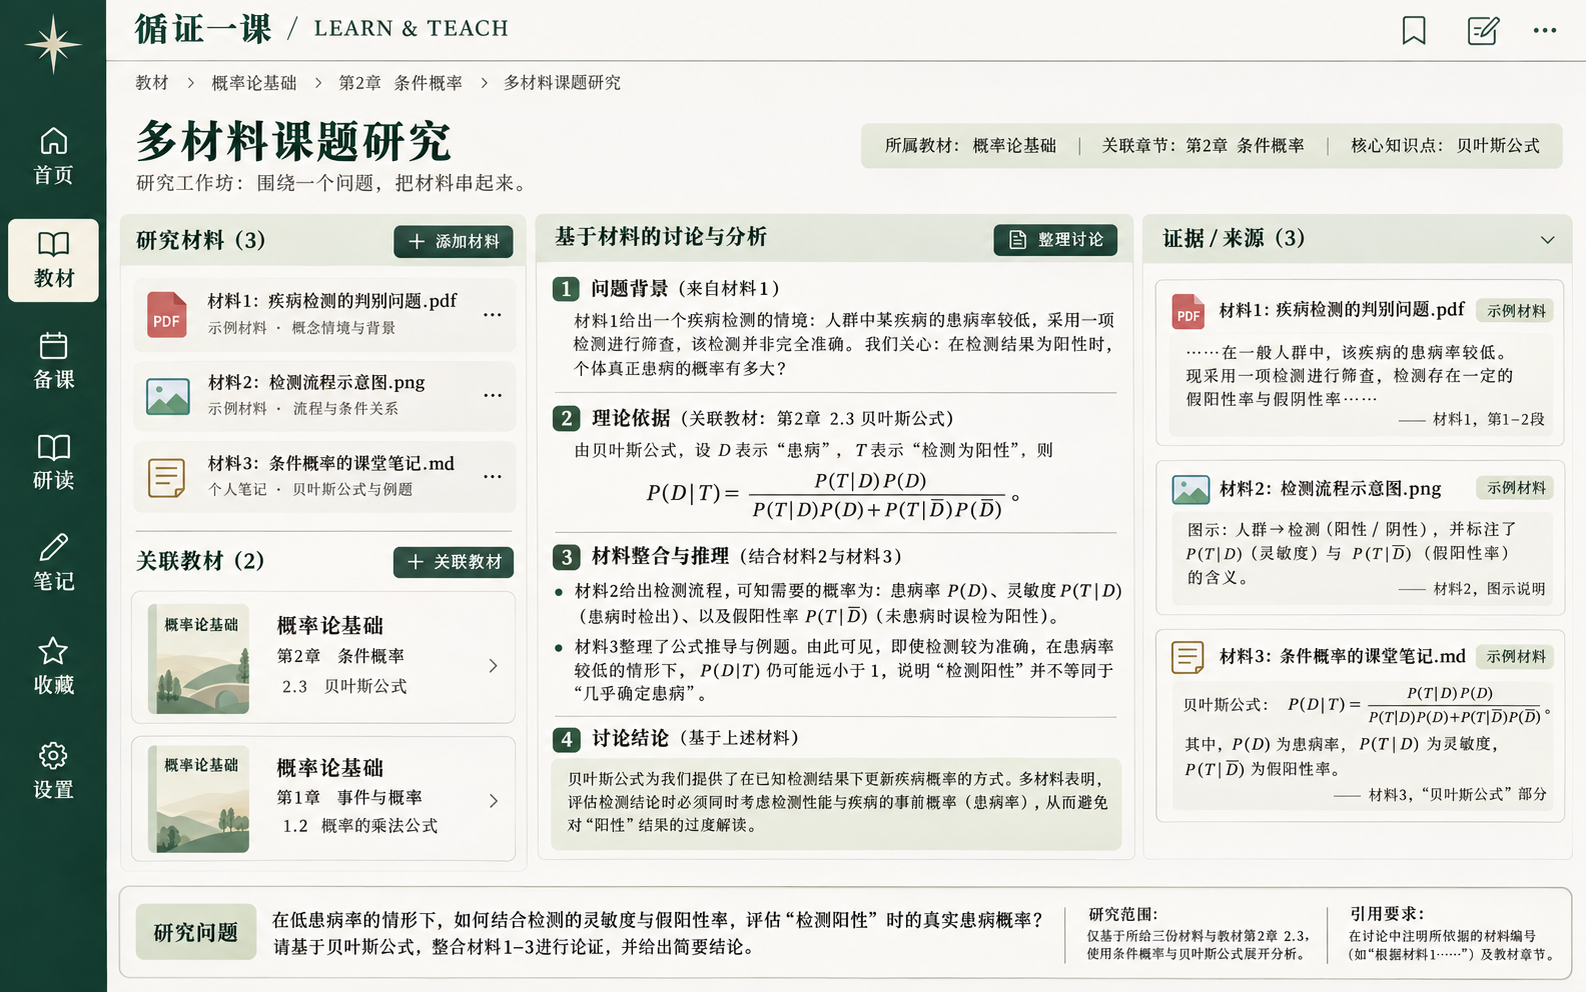 循证一课 / LEARN & TEACH
教材 > 概率论基础 > 第2章 条件概率 > 多材料课题研究
首页
教材
备课
研读
笔记
收藏
设置
多材料课题研究
研究工作坊：围绕一个问题，把材料串起来。
所属教材： 概率论基础 | 关联章节：第2章 条件概率 | 核心知识点： 贝叶斯公式
研究材料（3）
+ 添加材料
PDF
材料1：疾病检测的判别问题.pdf
示例材料 · 概念情境与背景
材料2：检测流程示意图.png
示例材料 · 流程与条件关系
材料3：条件概率的课堂笔记.md
个人笔记 · 贝叶斯公式与例题
关联教材（2）
+ 关联教材
概率论基础
概率论基础
第2章 条件概率
2.3 贝叶斯公式
概率论基础
概率论基础
第1章 事件与概率
1.2 概率的乘法公式
基于材料的讨论与分析
整理讨论
1 问题背景（来自材料1）
材料1给出一个疾病检测的情境：人群中某疾病的患病率较低，采用一项
检测进行筛查，该检测并非完全准确。我们关心：在检测结果为阳性时，
个体真正患病的概率有多大？
2 理论依据（关联教材：第2章 2.3 贝叶斯公式）
由贝叶斯公式，设 D 表示“患病”， T 表示“检测为阳性”，则
P(D|T) = P(T|D)P(D) / P(T|D)P(D)+P(T|D̅)P(D̅) 。
3 材料整合与推理（结合材料2与材料3）
• 材料2给出检测流程，可知需要的概率为：患病率 P(D)、灵敏度P(T|D)
（患病时检出）、以及假阳性率 P(T|D̅)（未患病时误检为阳性）。
• 材料3整理了公式推导与例题。由此可见，即使检测较为准确，在患病率
较低的情形下， P(D|T) 仍可能远小于 1，说明“检测阳性”并不等同于
“几乎确定患病”。
4 讨论结论（基于上述材料）
贝叶斯公式为我们提供了在已知检测结果下更新疾病概率的方式。多材料表明，
评估检测结论时必须同时考虑检测性能与疾病的事前概率（患病率），从而避免
对“阳性”结果的过度解读。
证据 / 来源（3）
PDF
材料1：疾病检测的判别问题.pdf 示例材料
……在一般人群中，该疾病的患病率较低。
现采用一项检测进行筛查，检测存在一定的
假阳性率与假阴性率……
—— 材料1，第1–2段
材料2：检测流程示意图.png 示例材料
图示：人群→检测（阳性 / 阴性），并标注了
P(T|D)（灵敏度）与 P(T|D̅)（假阳性率）
的含义。
—— 材料2，图示说明
材料3：条件概率的课堂笔记.md 示例材料
贝叶斯公式： P(D|T) = P(T|D)P(D) / P(T|D)P(D)+P(T|D̅)P(D̅) 。
其中，P(D) 为患病率， P(T|D) 为灵敏度，
P(T|D̅) 为假阳性率。
—— 材料3，“贝叶斯公式”部分
研究问题
在低患病率的情形下，如何结合检测的灵敏度与假阳性率，评估“检测阳性”时的真实患病概率？
请基于贝叶斯公式，整合材料1–3进行论证，并给出简要结论。
研究范围：
仅基于所给三份材料与教材第2章 2.3，
使用条件概率与贝叶斯公式展开分析。
引用要求：
在讨论中注明所依据的材料编号
（如“根据材料1……”）及教材章节。